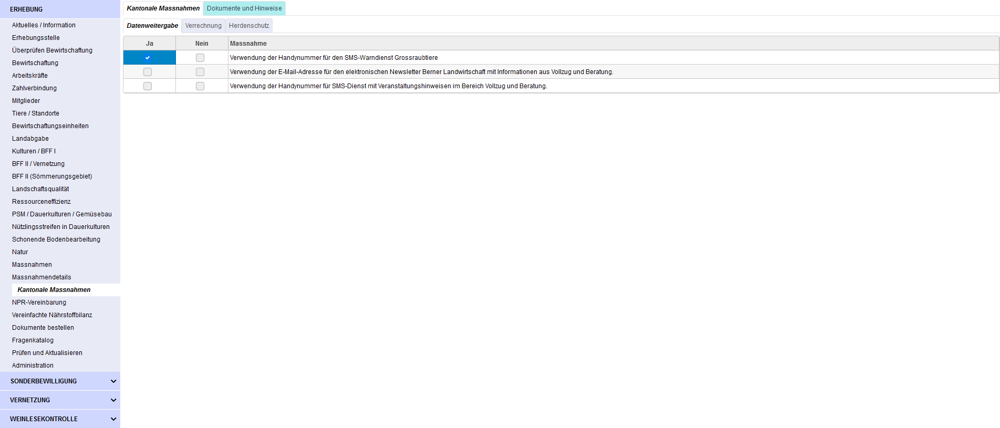 ERHEBUNG
Aktuelles / Information
Erhebungsstelle
Überprüfen Bewirtschaftung
Bewirtschaftung
Arbeitskräfte
Zahlverbindung
Mitglieder
Tiere / Standorte
Bewirtschaftungseinheiten
Landabgabe
Kulturen / BFF I
BFF II / Vernetzung
BFF II (Sömmerungsgebiet)
Landschaftsqualität
Ressourceneffizienz
PSM / Dauerkulturen / Gemüsebau
Nützlingsstreifen in Dauerkulturen
Schonende Bodenbearbeitung
Natur
Massnahmen
Massnahmendetails
Kantonale Massnahmen
NPR-Vereinbarung
Vereinfachte Nährstoffbilanz
Dokumente bestellen
Fragenkatalog
Prüfen und Aktualisieren
Administration
SONDERBEWILLIGUNG
VERNETZUNG
WEINLESEKONTROLLE
Kantonale Massnahmen Dokumente und Hinweise
Datenweitergabe Verrechnung Herdenschutz
Ja Nein Massnahme
Verwendung der Handynummer für den SMS-Warndienst Grossraubtiere
Verwendung der E-Mail-Adresse für den elektronischen Newsletter Berner Landwirtschaft mit Informationen aus Vollzug und Beratung.
Verwendung der Handynummer für SMS-Dienst mit Veranstaltungshinweisen im Bereich Vollzug und Beratung.